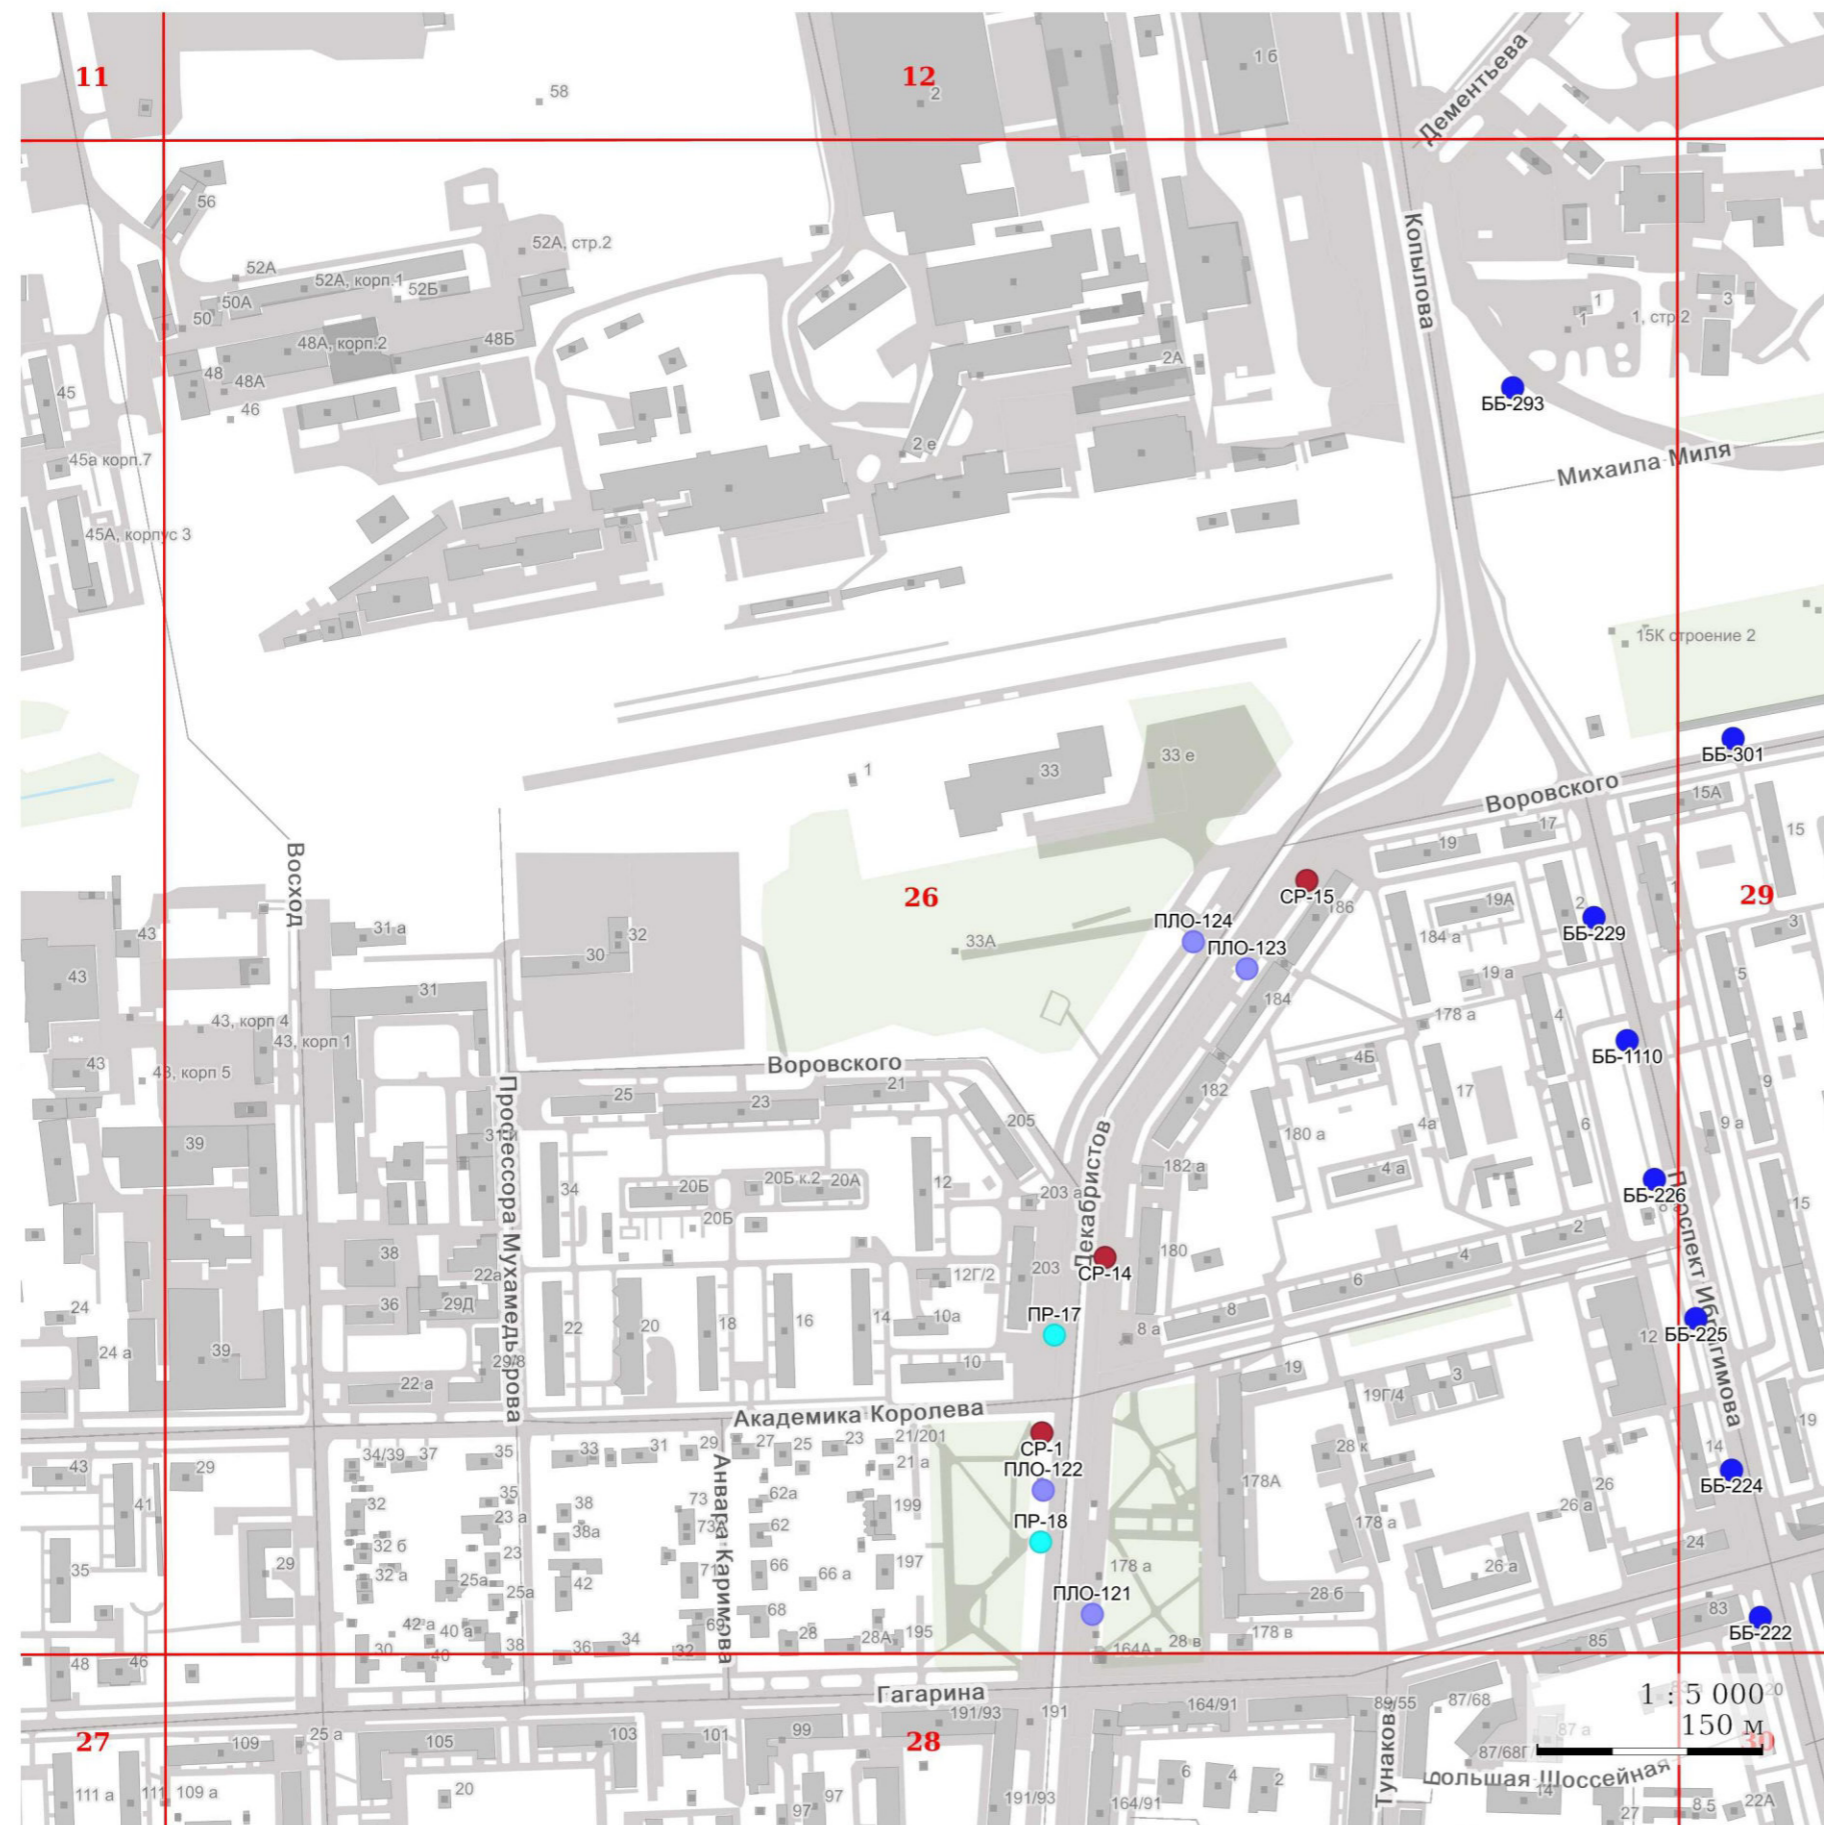 11
12
58
2
1 б
Дементьева
56
52А
52А, корп.1
52А, стр.2
52Б
50А
50
48А, корп.2
48Б
48
48А
46
45
45а корп.7
45А, корпус 3
2А
2 е
Копылова
1
1
1, стр.2
3
ББ-293
Михаила Миля
15К строение 2
ББ-301
Воровского
15А
15
17
19
1
33
33 е
Восход
26
29
СР-15
186
19А
2
ББ-229
3
184 а
ПЛО-124
ПЛО-123
33А
31 а
32
30
43
43
31
184
19 а
5
4
178 а
ББ-1110
43, корп 4
43, корп 1
43
43, корп 5
Воровского
4Б
9
Профессора Мухамедьярова
25
23
21
205
182
17
6
180 а
4а
9 а
39
Декабристов
34
20Б
20Б к.2
20А
12
203 а
182 а
4 а
ББ-226
Проспект Ибрагимова
15
20Б
38
22а
12Г/2
203
СР-14
180
2
4
6
8
24
36
29Д
22
20
18
16
14
10а
ПР-17
8 а
12
ББ-225
24 а
39
29/8
22 а
10
19
3
19Г/4
Академика Королева
19
14
ББ-224
43
29
34/39
37
35
33
31
29
27
25
23
21/201
21 а
СР-1
ПЛО-122
28 к
178А
26
26 а
41
32
35
23 а
38
38а
73
62а
62
199
Анвара Каримова
ПР-18
178 а
24
35
29
32 б
32 а
23
25а
25а
42
71
66
66 а
197
178 а
26 а
28 б
ПЛО-121
83
ББ-222
42 а
40 а
30
40
38
36
34
32
69
68
28
28А
195
164А
28 в
178 в
85
48
46
Гагарина
1 : 5 000
150 м
20
27
28
30
109
25 а
105
103
101
99
191/93
191
164/91
89/55
87/68
87 а
Тунакова
Большая Шоссейная
111 а
109 а
20
97
97
191/93
164/91
6
4
2
14
27
22А